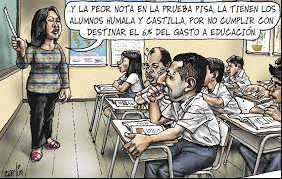 ...Y LA PEOR NOTA EN LA PRUEBA PISA, LA TIENEN LOS
ALUMNOS HUMALA Y CASTILLA, POR NO CUMPLIR CON
DESTINAR EL 6% DEL GASTO A EDUCACIÓN
carlín